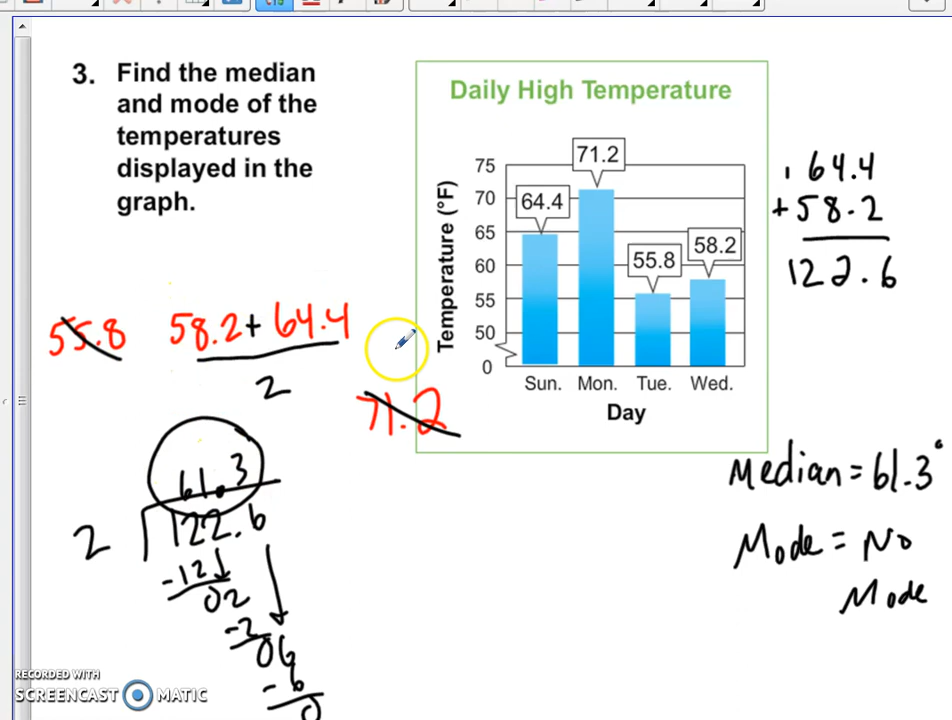 3. Find the median
and mode of the
temperatures
displayed in the
graph.
Daily High Temperature
Temperature (°F)
75
70
65
60
55
50
0
64.4
71.2
55.8
58.2
Sun. Mon. Tue. Wed.
Day
1 64.4
+58.2
122.6
55.8 58.2 + 64.4
2
71.2
61.3
2 122.6
-12
02
-2
06
-6
0
Median = 61.3°
Mode = No
Mode
RECORDED WITH
SCREENCAST MATIC